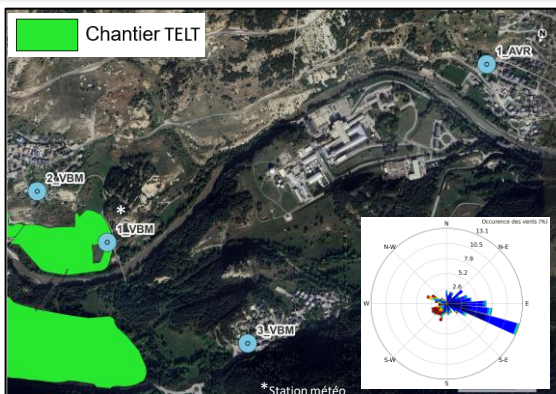 Chantier TELT
N
1_AVR
2_VBM
*
1_VBM
3_VBM
*Station météo
Occurence des vents (%)
N
13.1
10.5
7.9
5.2
2.6
N-W
N-E
W
E
S-W
S-E
S